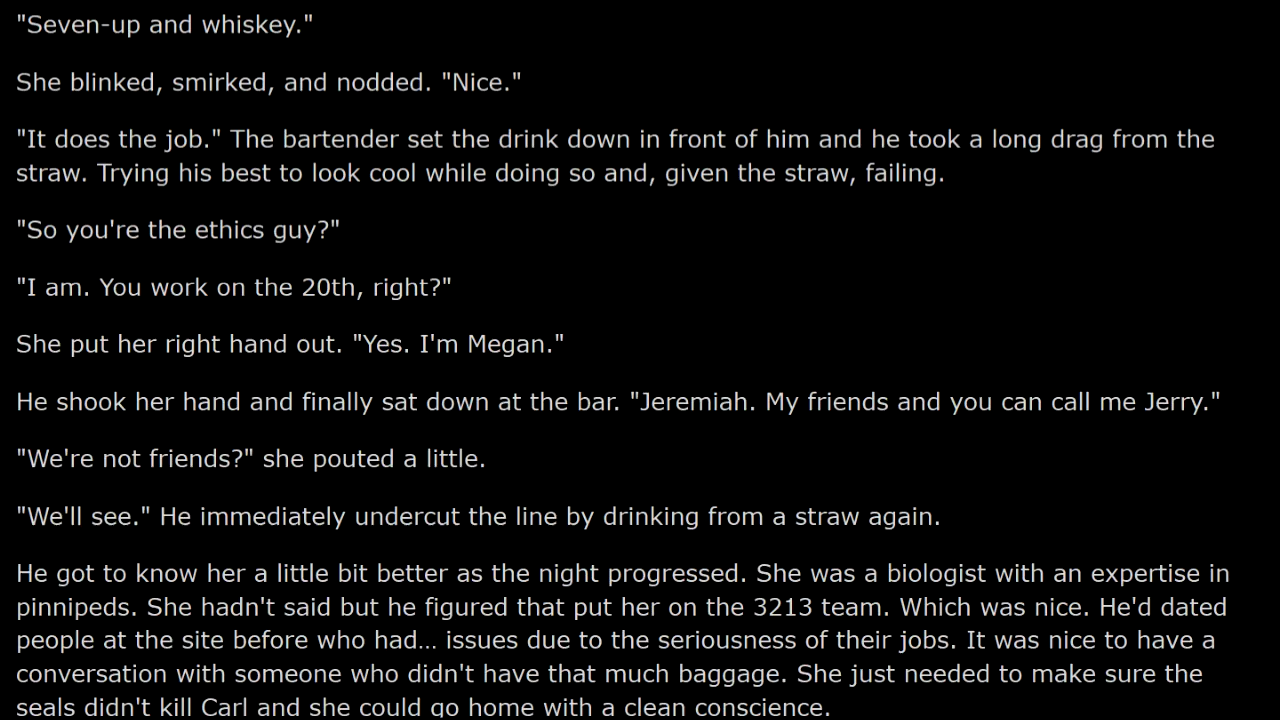 "Seven-up and whiskey."
She blinked, smirked, and nodded. "Nice."
"It does the job." The bartender set the drink down in front of him and he took a long drag from the
straw. Trying his best to look cool while doing so and, given the straw, failing.
"So you're the ethics guy?"
"I am. You work on the 20th, right?"
She put her right hand out. "Yes. I'm Megan."
He shook her hand and finally sat down at the bar. "Jeremiah. My friends and you can call me Jerry."
"We're not friends?" she pouted a little.
"We'll see." He immediately undercut the line by drinking from a straw again.
He got to know her a little bit better as the night progressed. She was a biologist with an expertise in
pinnipeds. She hadn't said but he figured that put her on the 3213 team. Which was nice. He'd dated
people at the site before who had… issues due to the seriousness of their jobs. It was nice to have a
conversation with someone who didn't have that much baggage. She just needed to make sure the
seals didn't kill Carl and she could go home with a clean conscience.